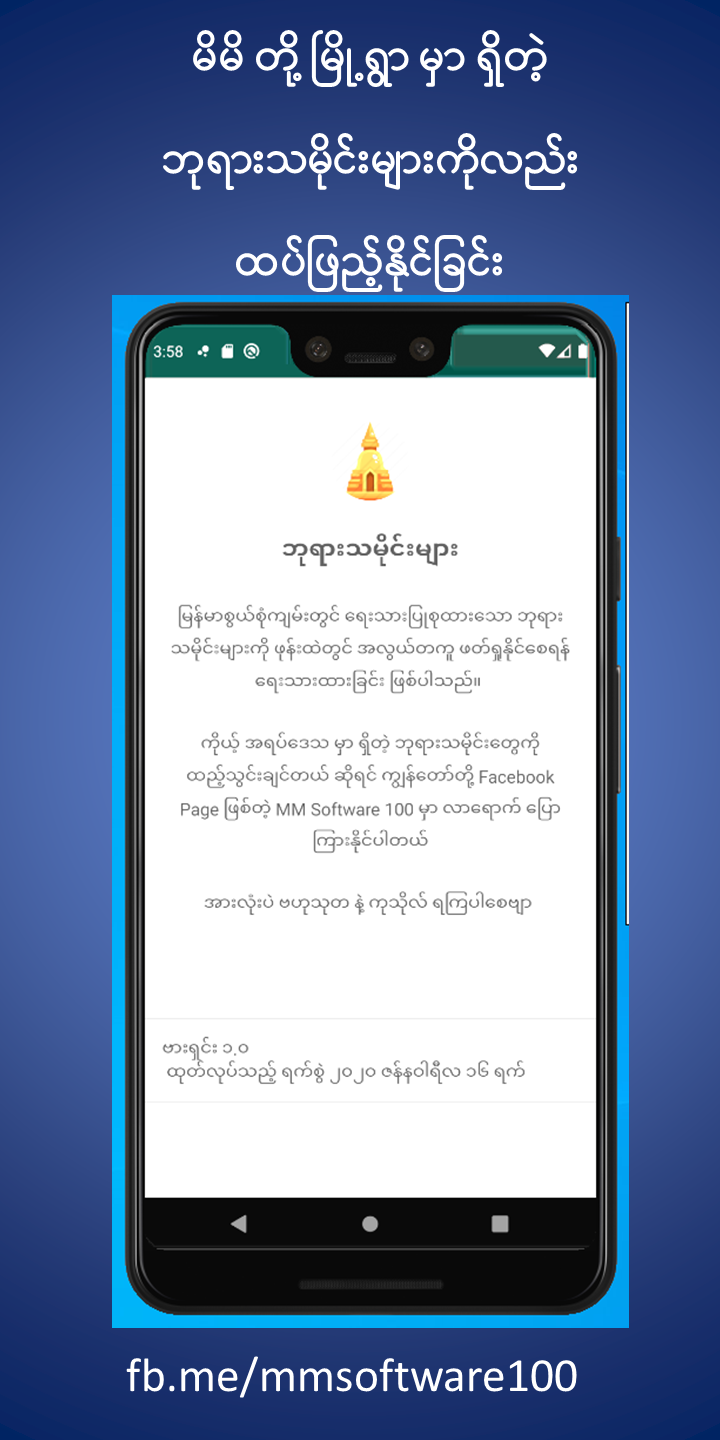 မိမိ တို့ မြို့ရွာ မှာ ရှိတဲ့
ဘုရားသမိုင်းများကိုလည်း
ထပ်ဖြည့်နိုင်ခြင်း
3:58
ဘုရားသမိုင်းများ
မြန်မာစွယ်စုံကျမ်းတွင် ရေးသားပြုစုထားသော ဘုရား
သမိုင်းများကို ဖုန်းထဲတွင် အလွယ်တကူ ဖတ်ရှုနိုင်စေရန်
ရေးသားထားခြင်း ဖြစ်ပါသည်။
ကိုယ့် အရပ်ဒေသ မှာ ရှိတဲ့ ဘုရားသမိုင်းတွေကို
ထည့်သွင်းချင်တယ် ဆိုရင် ကျွန်တော်တို့ Facebook
Page ဖြစ်တဲ့ MM Software 100 မှာ လာရောက် ပြော
ကြားနိုင်ပါတယ်
အားလုံးပဲ ဗဟုသုတ နဲ့ ကုသိုလ် ရကြပါစေဗျာ
ဗားရှင်း ၁.၀
ထုတ်လုပ်သည့် ရက်စွဲ ၂၀၂၀ ဇန်နဝါရီလ ၁၆ ရက်
fb.me/mmsoftware100